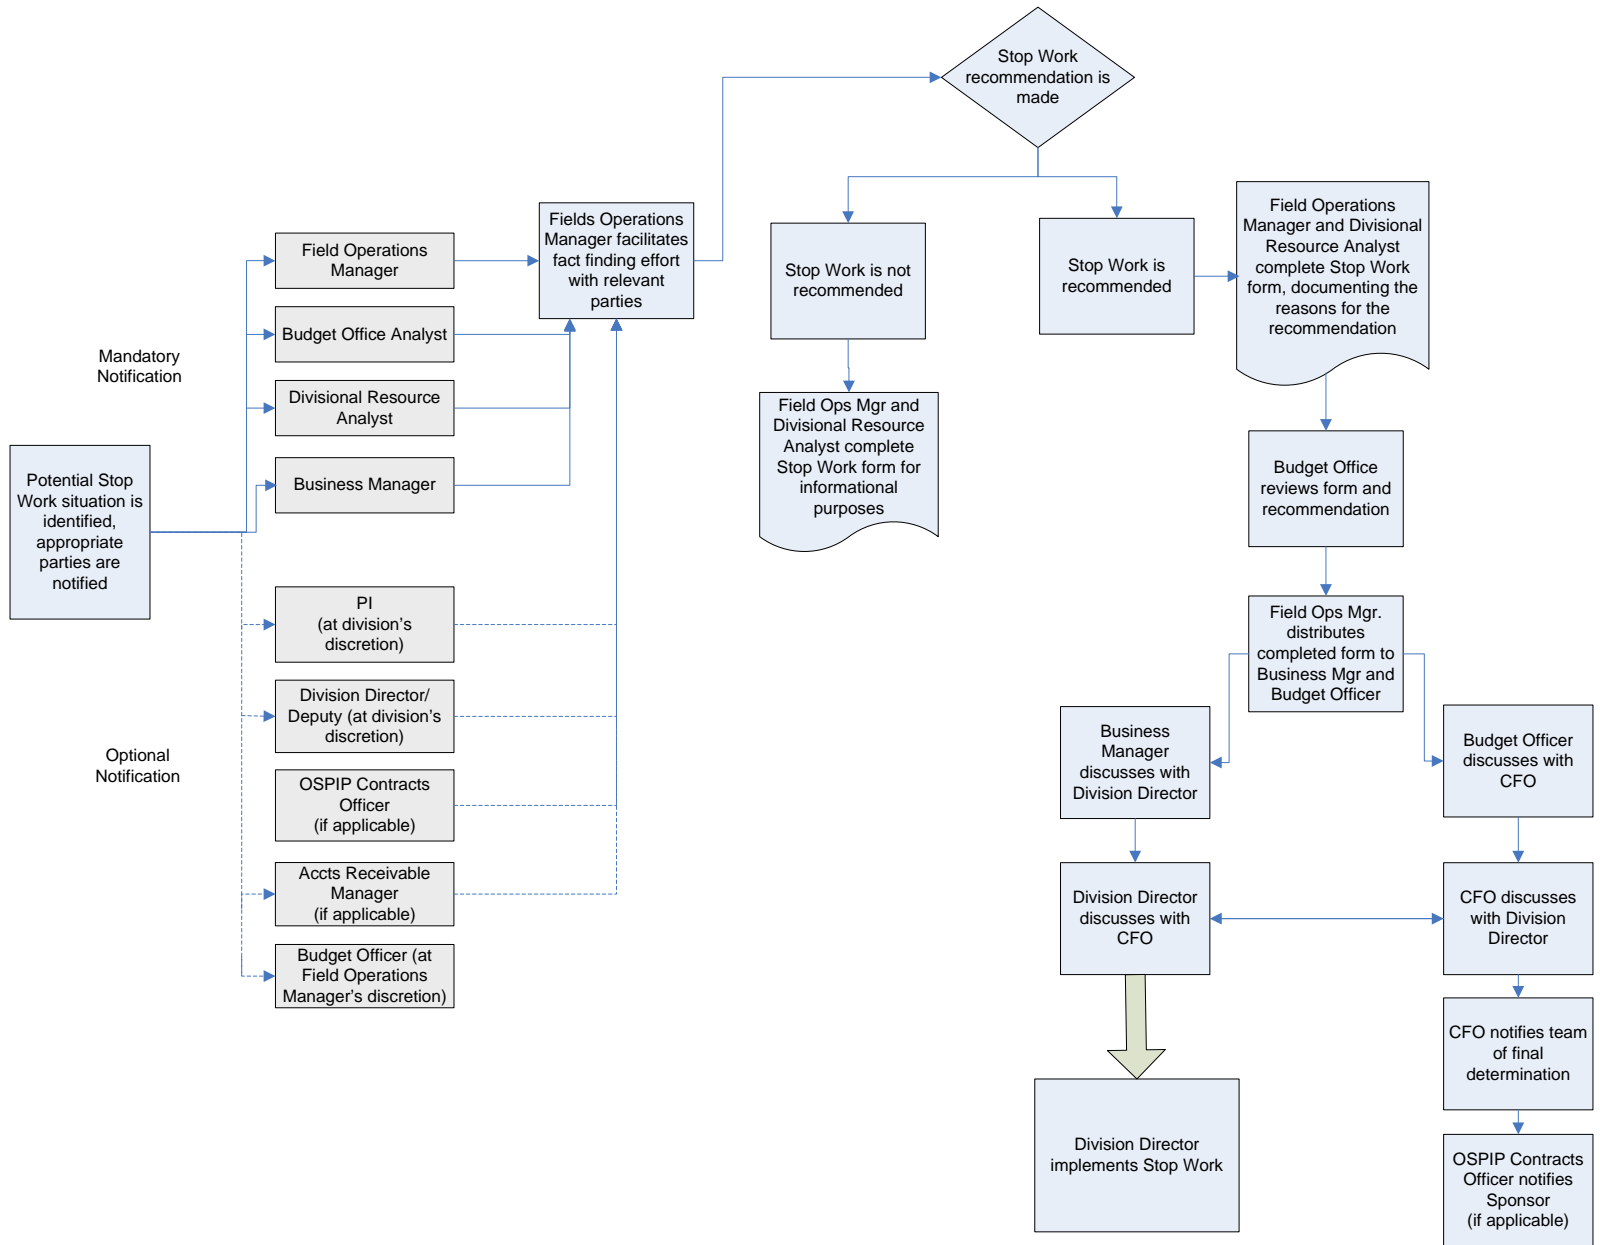 Stop Work
recommendation is
made
Fields Operations
Manager facilitates
fact finding effort
with relevant
parties
Field Operations
Manager
Budget Office Analyst
Divisional Resource
Analyst
Business Manager
Mandatory
Notification
Potential Stop
Work situation is
identified,
appropriate
parties are
notified
PI
(at division's
discretion)
Division Director/
Deputy (at division's
discretion)
OSPIP Contracts
Officer
(if applicable)
Accts Receivable
Manager
(if applicable)
Budget Officer (at
Field Operations
Manager's discretion)
Optional
Notification
Stop Work is not
recommended
Field Ops Mgr and
Divisional Resource
Analyst complete
Stop Work form for
informational
purposes
Stop Work is
recommended
Field Operations
Manager and Divisional
Resource Analyst
complete Stop Work
form, documenting the
reasons for the
recommendation
Budget Office
reviews form and
recommendation
Field Ops Mgr.
distributes
completed form to
Business Mgr and
Budget Officer
Business
Manager
discusses with
Division Director
Division Director
discusses with
CFO
Division Director
implements Stop Work
Budget Officer
discusses with
CFO
CFO discusses
with Division
Director
CFO notifies team
of final
determination
OSPIP Contracts
Officer notifies
Sponsor
(if applicable)